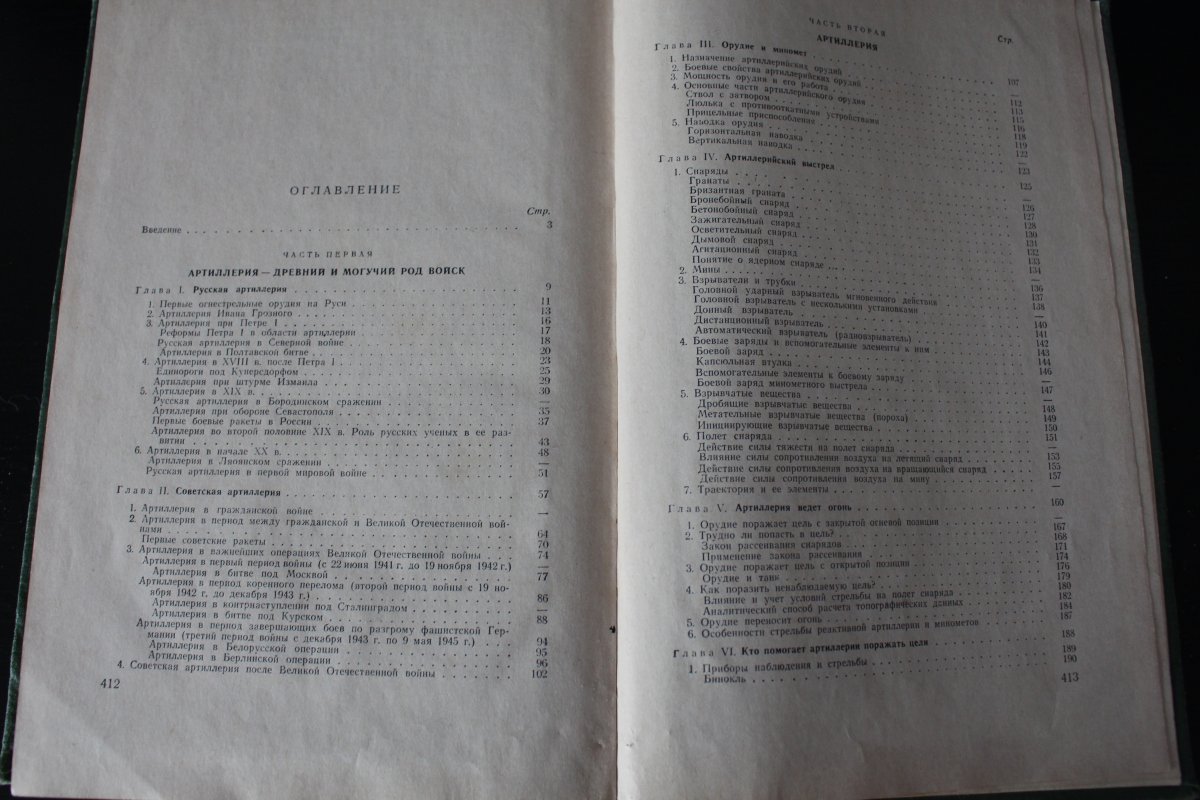 ОГЛАВЛЕНИЕ
Стр.
Введение . . . 3
ЧАСТЬ ПЕРВАЯ
АРТИЛЛЕРИЯ — ДРЕВНИЙ И МОГУЧИЙ РОД ВОЙСК
Глава I. Русская артиллерия . . . 9
1. Первые огнестрельные орудия на Руси . . . 11
2. Артиллерия Ивана Грозного . . . 13
3. Артиллерия при Петре I . . . 16
Реформы Петра I в области артиллерии . . . 17
Русская артиллерия в Северной войне . . . 18
Артиллерия в Полтавской битве . . . 20
4. Артиллерия в XVIII в. после Петра I . . . 23
Единороги под Кунерсдорфом . . . 25
Артиллерия при штурме Измаила . . . 29
5. Артиллерия в XIX в. . . . 30
Русская артиллерия в Бородинском сражении . . . —
Артиллерия при обороне Севастополя . . . 35
Первые боевые ракеты в России . . . 37
Артиллерия во второй половине XIX в. Роль русских ученых в ее раз-
витии . . . 43
6. Артиллерия в начале XX в. . . . 48
Артиллерия в Ляоянском сражении . . . —
Русская артиллерия в первой мировой войне . . . 51
Глава II. Советская артиллерия . . . 57
1. Артиллерия в гражданской войне . . . —
2. Артиллерия в период между гражданской и Великой Отечественной вой-
нами . . . 64
Первые советские ракеты . . . 70
3. Артиллерия в важнейших операциях Великой Отечественной войны . . . 74
Артиллерия в первый период войны (с 22 июня 1941 г. до 19 ноября 1942 г.) —
Артиллерия в битве под Москвой . . . 77
Артиллерия в период коренного перелома (второй период войны с 19 но-
ября 1942 г. до декабря 1943 г.) . . . 86
Артиллерия в контрнаступлении под Сталинградом . . . —
Артиллерия в битве под Курском . . . 88
Артиллерия в период завершающих боев по разгрому фашистской Гер-
мании (третий период войны с декабря 1943 г. по 9 мая 1945 г.) . . . 94
Артиллерия в Белорусской операции . . . 95
Артиллерия в Берлинской операции . . . 96
4. Советская артиллерия после Великой Отечественной войны . . . 102
412
ЧАСТЬ ВТОРАЯ
АРТИЛЛЕРИЯ
Стр.
Глава III. Орудие и миномет . . . 107
1. Назначение артиллерийских орудий
2. Боевые свойства артиллерийских орудий
3. Мощность орудия и его работа . . . 112
4. Основные части артиллерийского орудия . . . 113
Ствол с затвором . . . 115
Люлька с противооткатными устройствами . . . 116
Прицельные приспособления . . . 118
5. Наводка орудия . . . 119
Горизонтальная наводка . . . 122
Вертикальная наводка . . . —
Глава IV. Артиллерийский выстрел . . . 123
1. Снаряды . . . 125
Гранаты . . . —
Бризантная граната
Бронебойный снаряд . . . 126
Бетонобойный снаряд . . . 127
Зажигательный снаряд . . . 128
Осветительный снаряд . . . 130
Дымовой снаряд . . . 131
Агитационный снаряд . . . 132
Понятие о ядерном снаряде . . . 133
2. Мины . . . 134
3. Взрыватели и трубки . . . 136
Головной ударный взрыватель мгновенного действия . . . 137
Головной взрыватель с несколькими установками . . . 138
Донный взрыватель . . . —
Дистанционный взрыватель . . . 140
Автоматический взрыватель (радиовзрыватель) . . . 141
4. Боевые заряды и вспомогательные элементы к ним . . . 142
Боевой заряд . . . 143
Капсюльная втулка . . . 144
Вспомогательные элементы к боевому заряду . . . 146
Боевой заряд минометного выстрела . . . —
5. Взрывчатые вещества . . . 147
Дробящие взрывчатые вещества . . . 148
Метательные взрывчатые вещества (пороха) . . . 149
Инициирующие взрывчатые вещества . . . 150
6. Полет снаряда . . . 151
Действие силы тяжести на полет снаряда . . . —
Влияние силы сопротивления воздуха на летящий снаряд . . . 153
Действие силы сопротивления воздуха на вращающийся снаряд . . . 155
Действие силы сопротивления воздуха на мину . . . 157
7. Траектория и ее элементы . . . —
Глава V. Артиллерия ведет огонь . . . 160
1. Орудие поражает цель с закрытой огневой позиции . . . —
2. Трудно ли попасть в цель? . . . 167
Закон рассеивания снарядов . . . 168
Применение закона рассеивания . . . 171
3. Орудие поражает цель с открытой позиции . . . 174
Орудие и танк . . . 176
4. Как поразить ненаблюдаемую цель? . . . 179
Влияние и учет условий стрельбы на полет снаряда . . . 180
Аналитический способ расчета топографических данных . . . 182
5. Орудие переносит огонь . . . 184
6. Особенности стрельбы реактивной артиллерии и минометов . . . 187
Глава VI. Кто помогает артиллерии поражать цели . . . 188
1. Приборы наблюдения и стрельбы . . . 189
Бинокль . . . 190
413